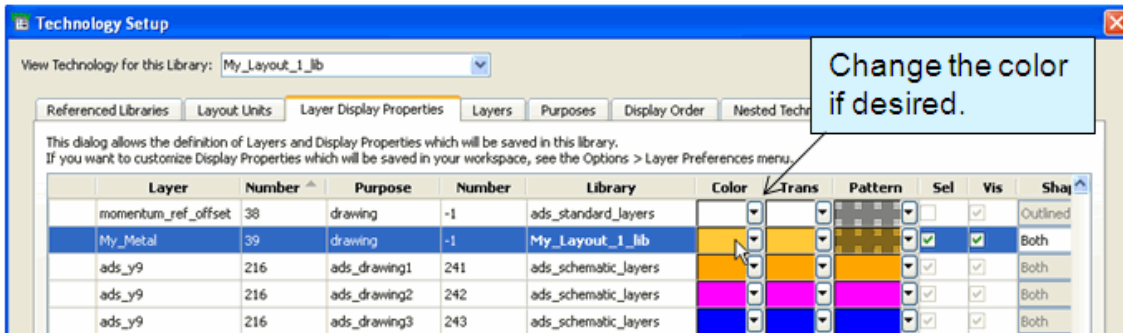 Technology Setup
View Technology for this Library: My_Layout_1_lib
Change the color
if desired.
Referenced Libraries Layout Units Layer Display Properties Layers Purposes Display Order Nested Techn
This dialog allows the definition of Layers and Display Properties which will be saved in this library.
If you want to customize Display Properties which will be saved in your workspace, see the Options > Layer Preferences menu.
Layer Number Purpose Number Library Color Trans Pattern Sel Vis Shap
momentum_ref_offset 38 drawing -1 ads_standard_layers Outlined
My_Metal 39 drawing -1 My_Layout_1_lib Both
ads_y9 216 ads_drawing1 241 ads_schematic_layers Both
ads_y9 216 ads_drawing2 242 ads_schematic_layers Both
ads_y9 216 ads_drawing3 243 ads_schematic_layers Both